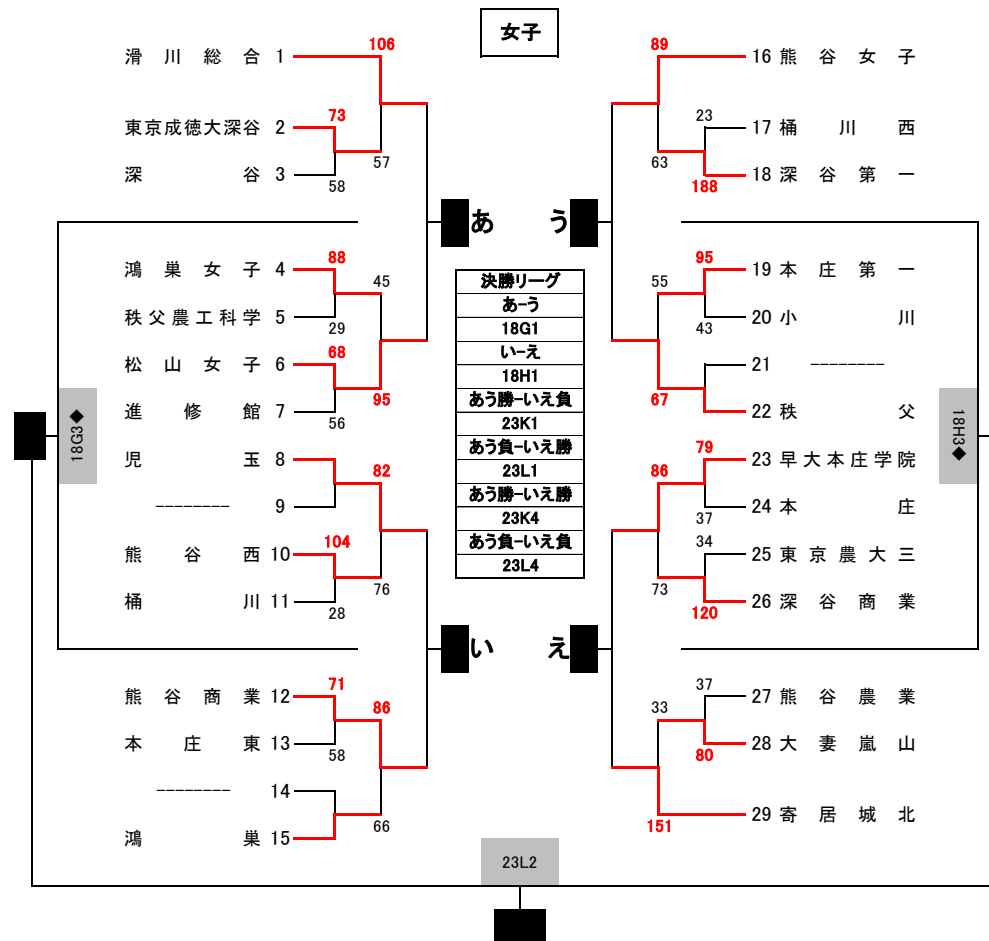 女子
106
滑川総合 1
73
東京成徳大深谷 2
57
深谷 3
58
あ
88
鴻巣女子 4
45
秩父農工科学 5
29
68
松山女子 6
95
進修館 7
56
18G3◆
児玉 8
82
-------- 9
104
熊谷西 10
76
桶川 11
28
い
71
熊谷商業 12
86
本庄東 13
58
-------- 14
66
鴻巣 15
決勝リーグ
あ-う
18G1
い-え
18H1
あう勝-いえ負
23K1
あう負-いえ勝
23L1
あう勝-いえ勝
23K4
あう負-いえ負
23L4
89
16 熊谷女子
23
17 桶川西
63
18 深谷第一
188
う
95
19 本庄第一
55
20 小川
43
21 --------
67
22 秩父
18H3◆
79
23 早大本庄学院
86
24 本庄
37
34
25 東京農大三
73
26 深谷商業
120
え
37
27 熊谷農業
33
28 大妻嵐山
80
29 寄居城北
151
23L2